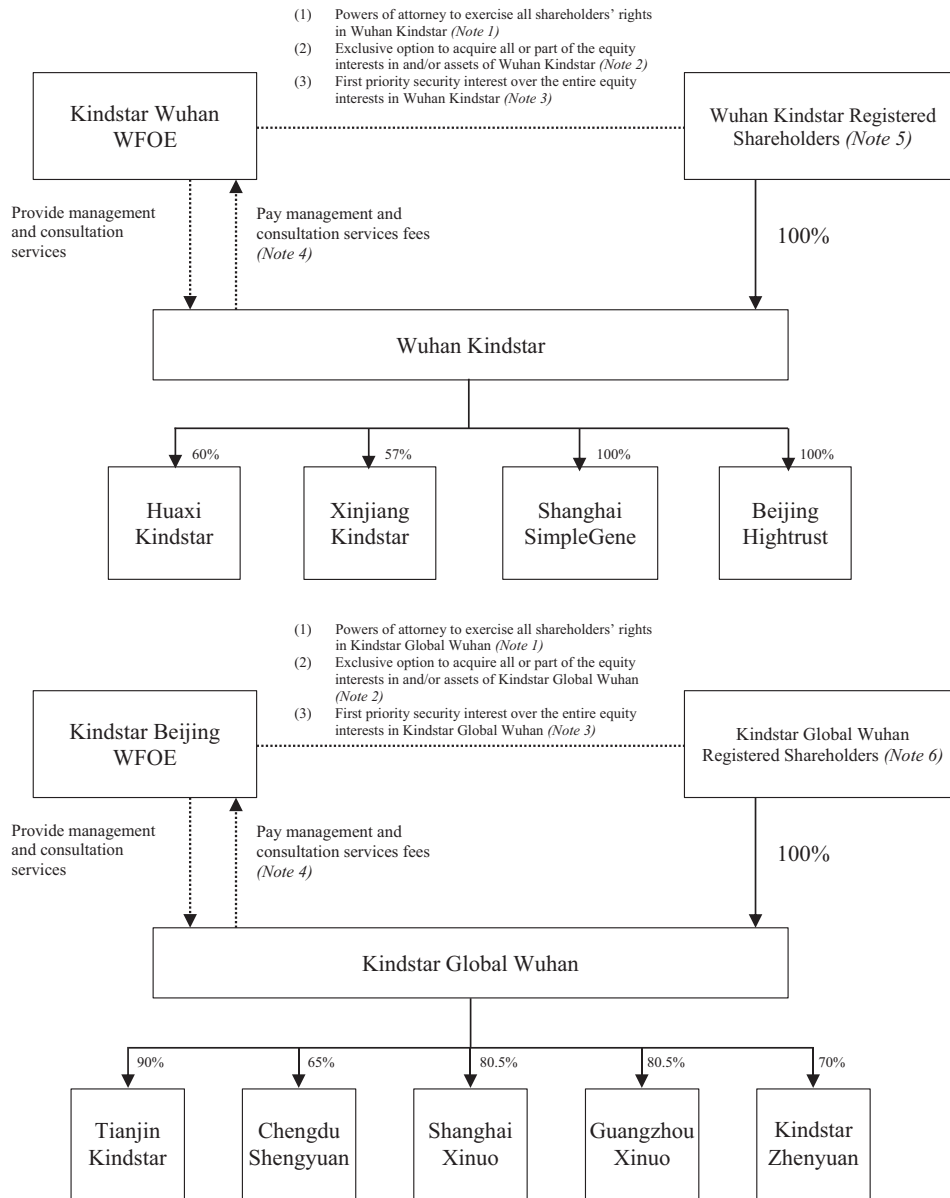 (1) Powers of attorney to exercise all shareholders’ rights
in Wuhan Kindstar (Note 1)
(2) Exclusive option to acquire all or part of the equity
interests in and/or assets of Wuhan Kindstar (Note 2)
(3) First priority security interest over the entire equity
interests in Wuhan Kindstar (Note 3)
Kindstar Wuhan
WFOE
Wuhan Kindstar Registered
Shareholders (Note 5)
Provide management
and consultation
services
Pay management and
consultation services fees
(Note 4)
100%
Wuhan Kindstar
60%
57%
100%
100%
Huaxi
Kindstar
Xinjiang
Kindstar
Shanghai
SimpleGene
Beijing
Hightrust
(1) Powers of attorney to exercise all shareholders’ rights
in Kindstar Global Wuhan (Note 1)
(2) Exclusive option to acquire all or part of the equity
interests in and/or assets of Kindstar Global Wuhan
(Note 2)
(3) First priority security interest over the entire equity
interests in Kindstar Global Wuhan (Note 3)
Kindstar Beijing
WFOE
Kindstar Global Wuhan
Registered Shareholders (Note 6)
Provide management
and consultation
services
Pay management and
consultation services fees
(Note 4)
100%
Kindstar Global Wuhan
90%
65%
80.5%
80.5%
70%
Tianjin
Kindstar
Chengdu
Shengyuan
Shanghai
Xinuo
Guangzhou
Xinuo
Kindstar
Zhenyuan